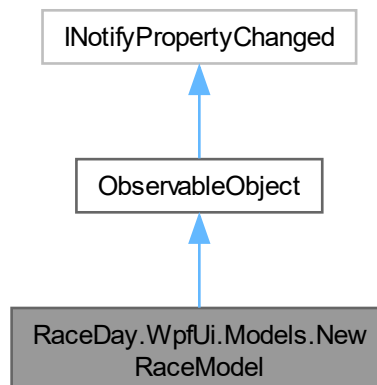 INotifyPropertyChanged
ObservableObject
RaceDay.WpfUi.Models.New
RaceModel